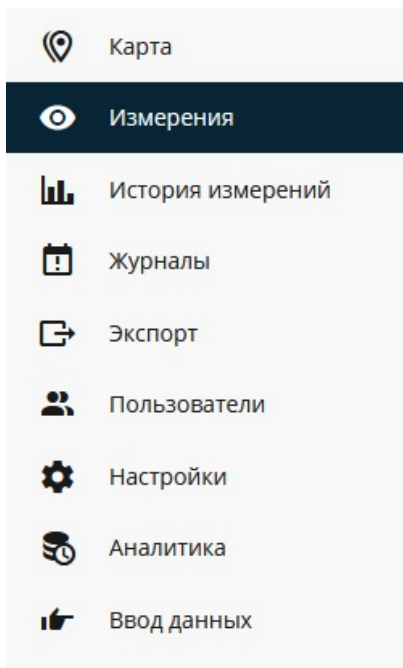 Карта
Измерения
История измерений
Журналы
Экспорт
Пользователи
Настройки
Аналитика
Ввод данных